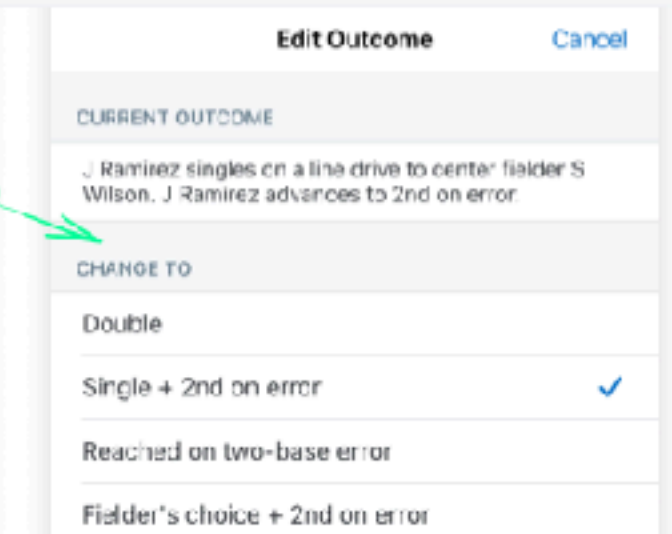 Edit Outcome
Cancel
CURRENT OUTCOME
J Ramirez singles on a line drive to center fielder S
Wilson. J Ramirez advances to 2nd on error.
CHANGE TO
Double
Single + 2nd on error
Reached on two-base error
Fielder's choice + 2nd on error